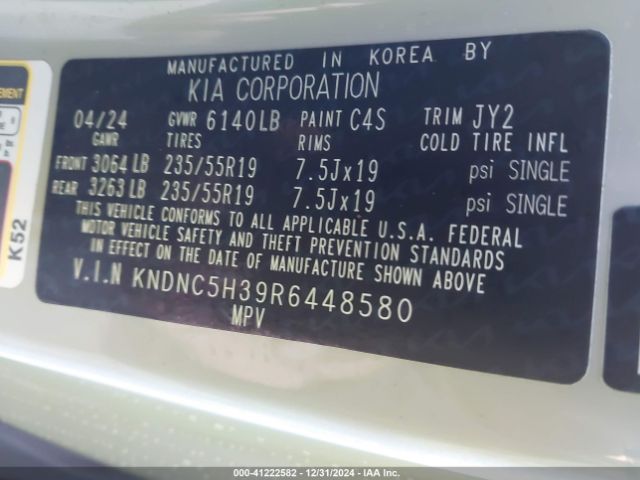 MANUFACTURED IN KOREA BY
KIA CORPORATION
04/24 GVWR 6140LB PAINT C4S TRIM JY2
GAWR TIRES RIMS COLD TIRE INFL
FRONT 3064 LB 235/55R19 7.5Jx19 psi SINGLE
REAR 3263 LB 235/55R19 7.5Jx19 psi SINGLE
THIS VEHICLE CONFORMS TO ALL APPLICABLE U.S.A. FEDERAL
MOTOR VEHICLE SAFETY AND THEFT PREVENTION STANDARDS
IN EFFECT ON THE DATE OF MANUFACTURE SHOWN ABOVE
V.I.N KNDNC5H39R6448580
MPV
K52
000-41222582 - 12/31/2024 - IAA Inc.